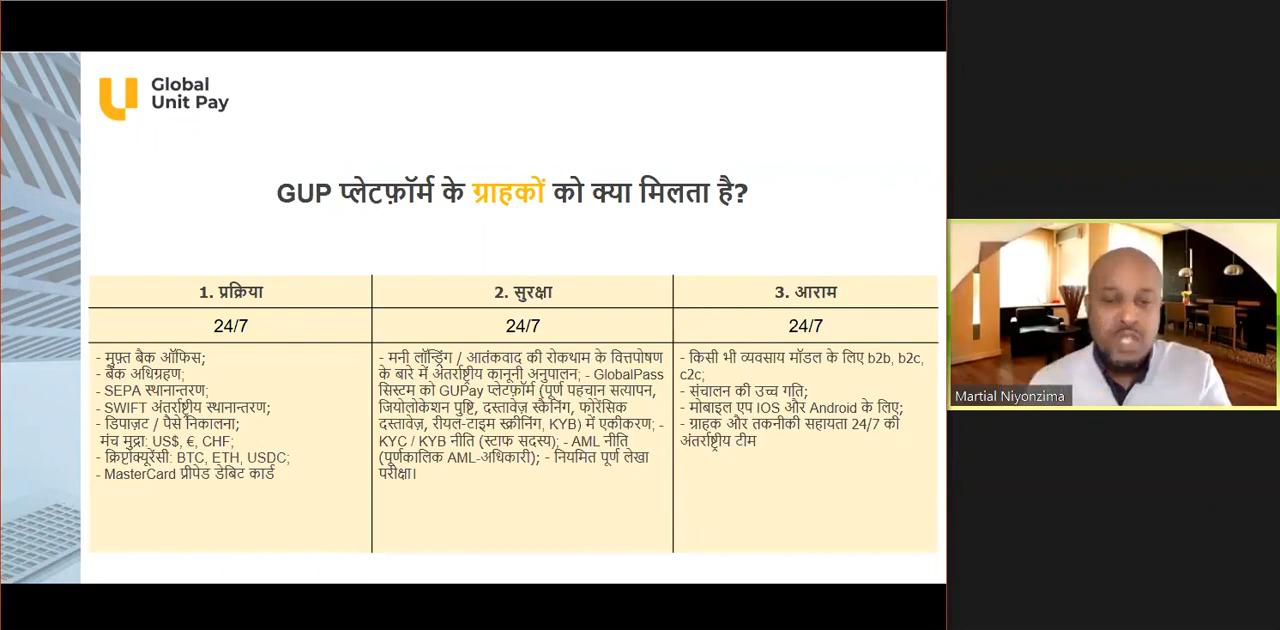 Global
Unit Pay
GUP प्लेटफ़ॉर्म के ग्राहकों को क्या मिलता है?
1. प्रक्रिया
24/7
- मुफ़्त बैक ऑफिस;
- बैंक अधिग्रहण;
- SEPA स्थानान्तरण;
- SWIFT अंतर्राष्ट्रीय स्थानान्तरण;
- डिपाज़ट / पैसे निकालना;
मंच मुद्रा: US$, €, CHF;
- क्रिप्टोक्यूरेंसी: BTC, ETH, USDC;
- MasterCard प्रीपेड डेबिट कार्ड
2. सुरक्षा
24/7
- मनी लॉन्ड्रिंग / आतंकवाद की रोकथाम के वित्तपोषण
के बारे में अंतर्राष्ट्रीय कानूनी अनुपालन; - GlobalPass
सिस्टम को GUPay प्लेटफ़ॉर्म (पूर्ण पहचान सत्यापन,
जियोलोकेशन पुष्टि, दस्तावेज़ स्कैनिंग, फोरेंसिक
दस्तावेज़, रीयल-टाइम स्क्रीनिंग, KYB) में एकीकरण; -
KYC / KYB नीति (स्टाफ सदस्य); - AML नीति
(पूर्णकालिक AML-अधिकारी); - नियमित पूर्ण लेखा
परीक्षा।
3. आराम
24/7
- किसी भी व्यवसाय मॉडल के लिए b2b, b2c,
c2c;
- संचालन की उच्च गति;
- मोबाइल एप IOS और Android के लिए;
- ग्राहक और तकनीकी सहायता 24/7 की
अंतर्राष्ट्रीय टीम
Martial Niyonzima